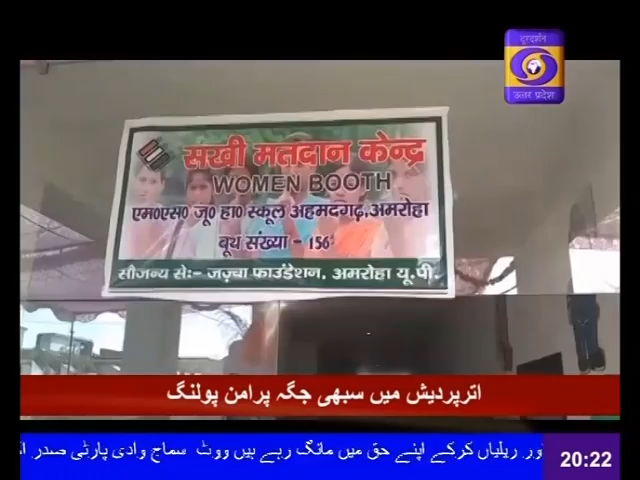 दूरदर्शन
उत्तर प्रदेश
सखी मतदान केन्द्र
WOMEN BOOTH
एम०एस० जू० हा० स्कूल अहमदगढ़,अमरोहा
बूथ संख्या - 156
सौजन्य से:- जज़्बा फाउंडेशन, अमरोहा यू.पी.
اترپردیش میں سبھی جگہ پرامن پولنگ
ریلیاں کرکے اپنے حق میں مانگ رہے ہیں ووٹ سماج وادی پارٹی صدر
20:22